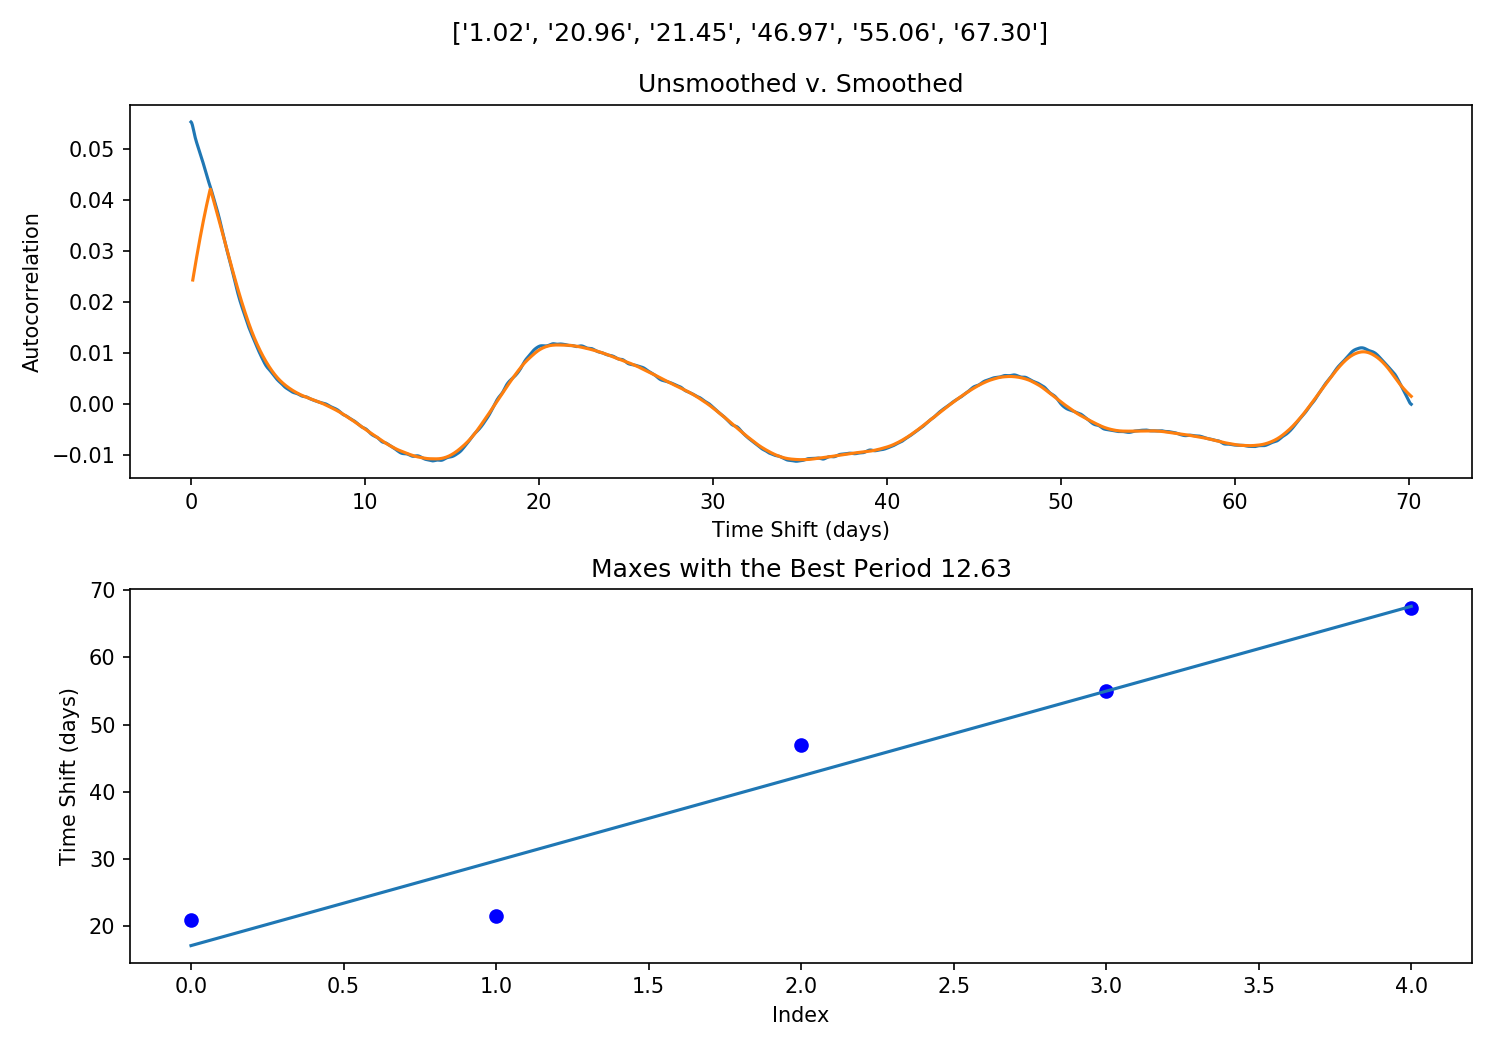 ['1.02', '20.96', '21.45', '46.97', '55.06', '67.30']
Unsmoothed v. Smoothed
Autocorrelation
0.05
0.04
0.03
0.02
0.01
0.00
−0.01
0 10 20 30 40 50 60 70
Time Shift (days)
Maxes with the Best Period 12.63
Time Shift (days)
70
60
50
40
30
20
0.0 0.5 1.0 1.5 2.0 2.5 3.0 3.5 4.0
Index